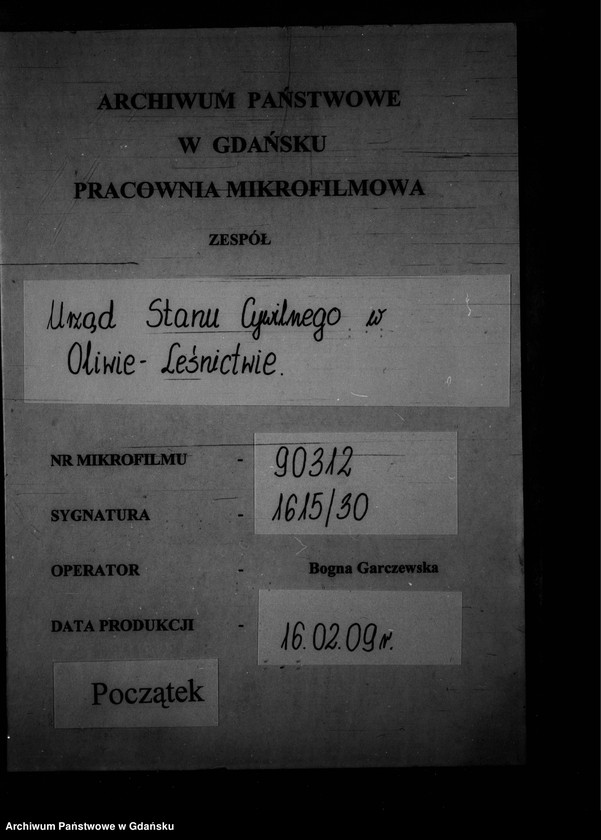 ARCHIWUM PAŃSTWOWE
W GDAŃSKU
PRACOWNIA MIKROFILMOWA
ZESPÓŁ
Urząd Stanu Cywilnego w
Oliwie - Leśnictwie.
NR MIKROFILMU - 90312
SYGNATURA - 1615/30
OPERATOR - Bogna Garczewska
DATA PRODUKCJI - 16.02.09r.
Początek
Archiwum Państwowe w Gdańsku